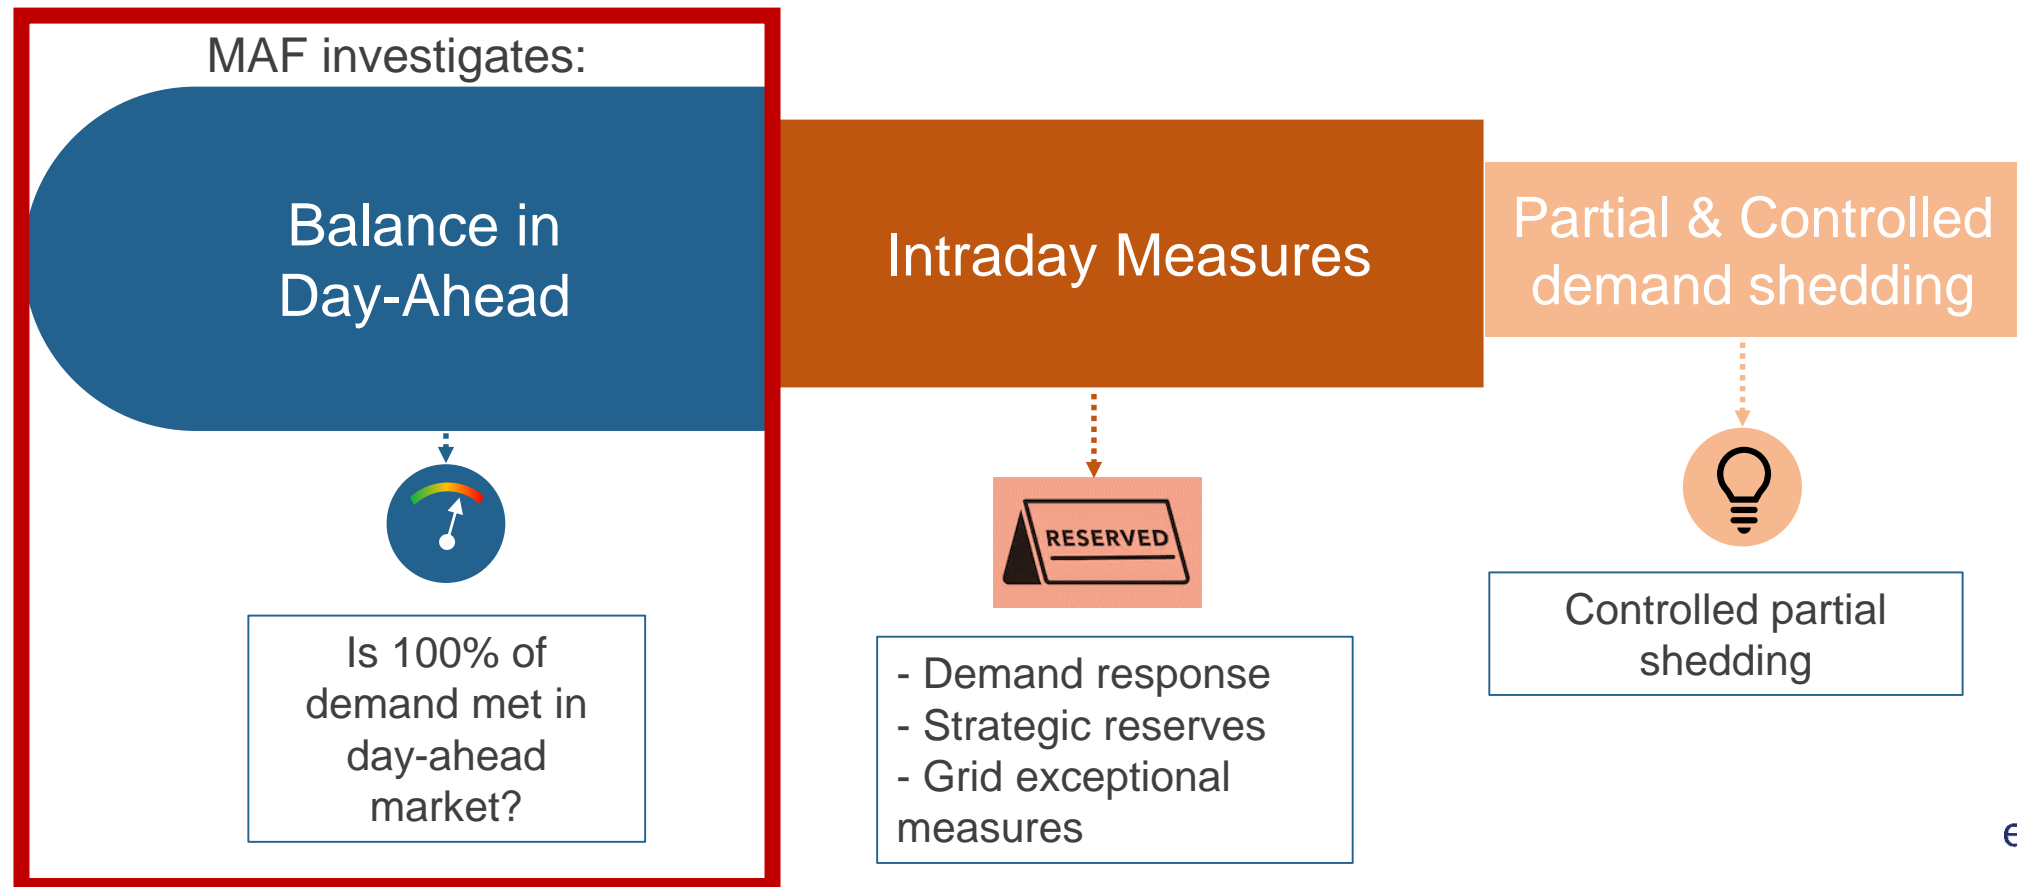 MAF investigates:
Balance in
Day-Ahead
Intraday Measures
Partial & Controlled
demand shedding
RESERVED
Is 100% of
demand met in
day-ahead
market?
- Demand response
- Strategic reserves
- Grid exceptional
measures
Controlled partial
shedding
e